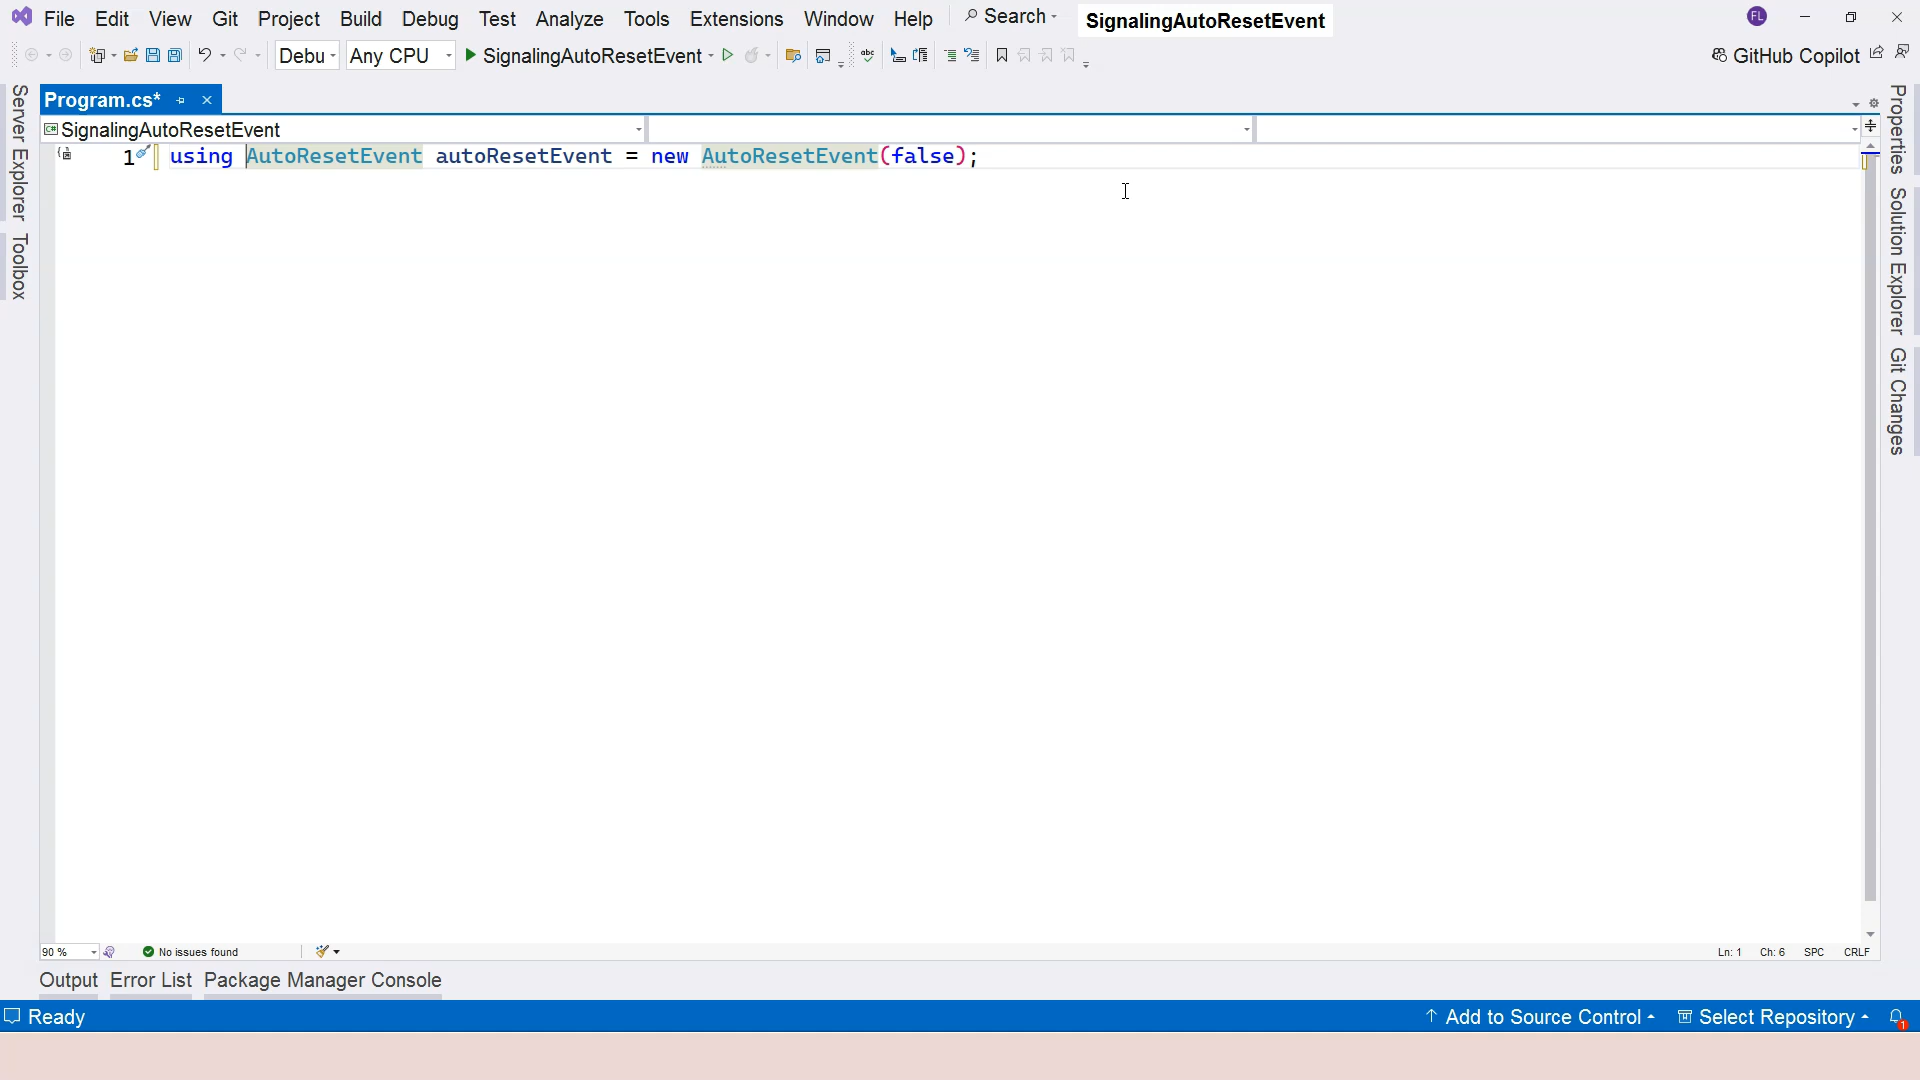 File Edit View Git Project Build Debug Test Analyze Tools Extensions Window Help Search SignalingAutoResetEvent FL
Debu Any CPU SignalingAutoResetEvent abc GitHub Copilot
Server Explorer
Toolbox
Program.cs*
C# SignalingAutoResetEvent
1 using AutoResetEvent autoResetEvent = new AutoResetEvent(false);
Properties
Solution Explorer
Git Changes
90 % No issues found Ln: 1 Ch: 6 SPC CRLF
Output Error List Package Manager Console
Ready Add to Source Control Select Repository 1